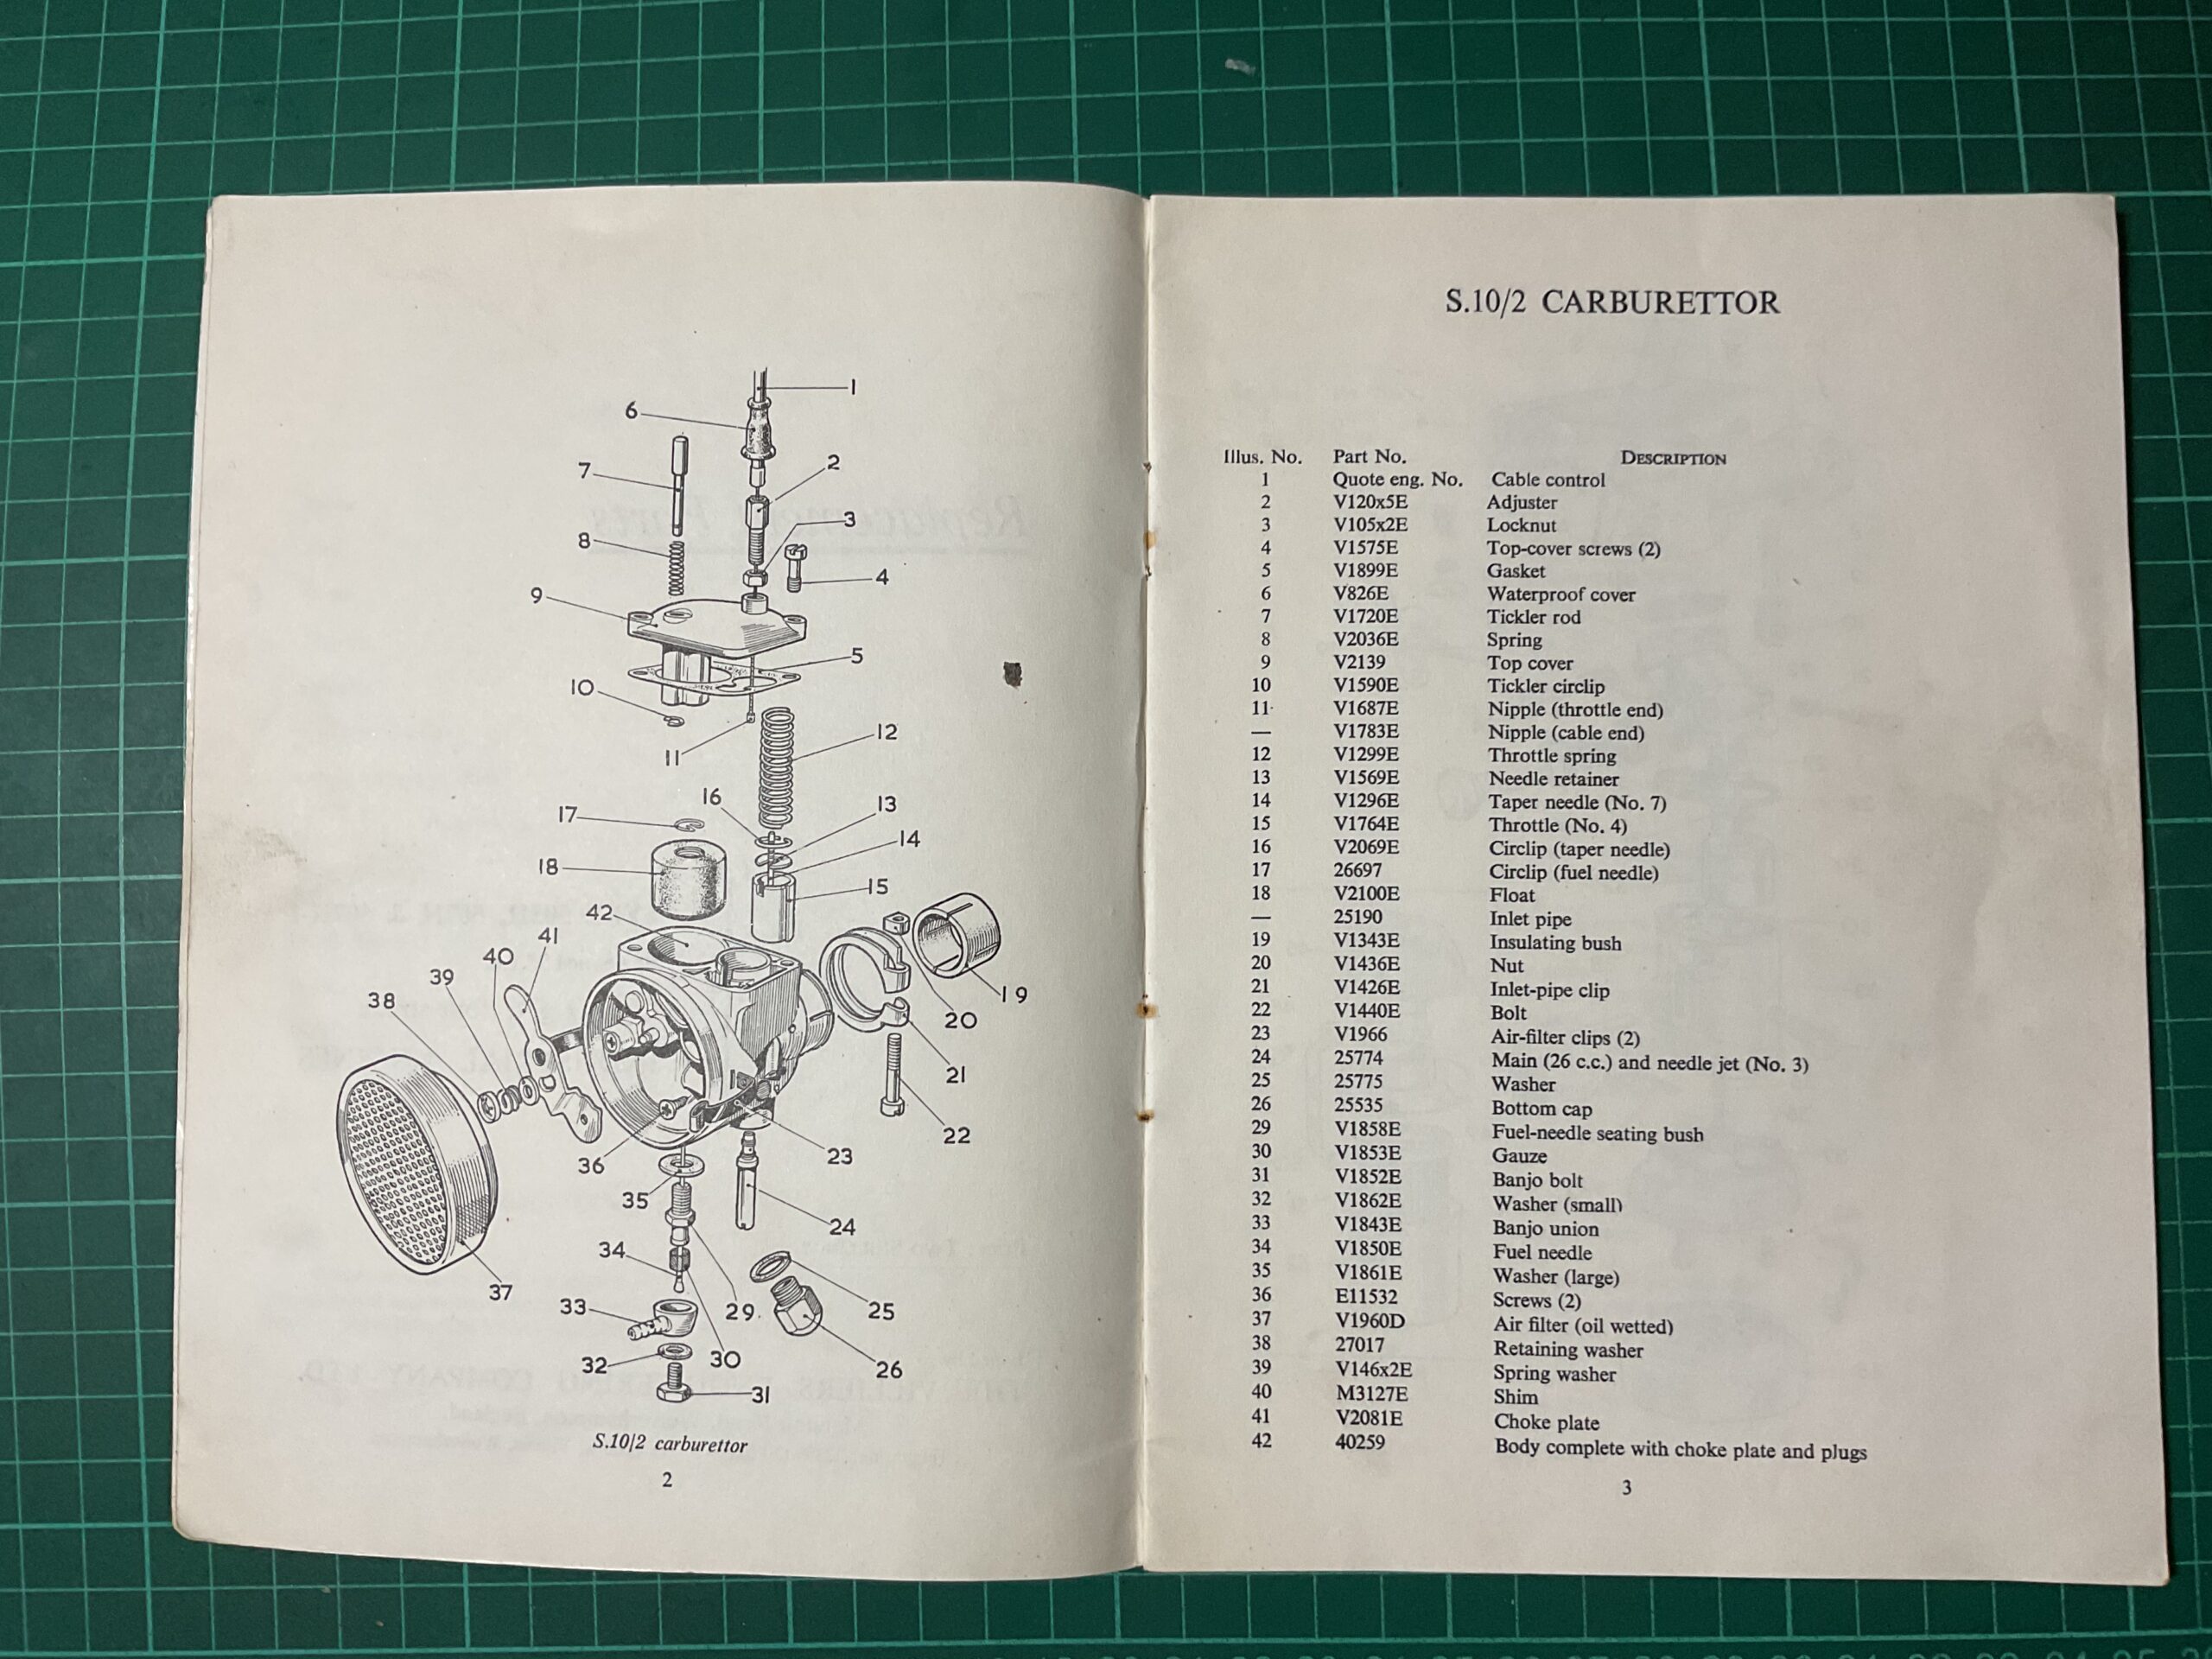 1
6
2
7
3
8
4
9
5
10
11
12
16
13
17
14
18
15
42
41
40
39
38
19
20
21
22
23
36
35
24
34
37
33
29.
25
30
32
26
31
S.10/2 carburettor
2
S.10/2 CARBURETTOR
Illus. No. Part No. DESCRIPTION
1 Quote eng. No. Cable control
2 V120x5E Adjuster
3 V105x2E Locknut
4 V1575E Top-cover screws (2)
5 V1899E Gasket
6 V826E Waterproof cover
7 V1720E Tickler rod
8 V2036E Spring
9 V2139 Top cover
10 V1590E Tickler circlip
11 V1687E Nipple (throttle end)
— V1783E Nipple (cable end)
12 V1299E Throttle spring
13 V1569E Needle retainer
14 V1296E Taper needle (No. 7)
15 V1764E Throttle (No. 4)
16 V2069E Circlip (taper needle)
17 26697 Circlip (fuel needle)
18 V2100E Float
— 25190 Inlet pipe
19 V1343E Insulating bush
20 V1436E Nut
21 V1426E Inlet-pipe clip
22 V1440E Bolt
23 V1966 Air-filter clips (2)
24 25774 Main (26 c.c.) and needle jet (No. 3)
25 25775 Washer
26 25535 Bottom cap
29 V1858E Fuel-needle seating bush
30 V1853E Gauze
31 V1852E Banjo bolt
32 V1862E Washer (small)
33 V1843E Banjo union
34 V1850E Fuel needle
35 V1861E Washer (large)
36 E11532 Screws (2)
37 V1960D Air filter (oil wetted)
38 27017 Retaining washer
39 V146x2E Spring washer
40 M3127E Shim
41 V2081E Choke plate
42 40259 Body complete with choke plate and plugs
3